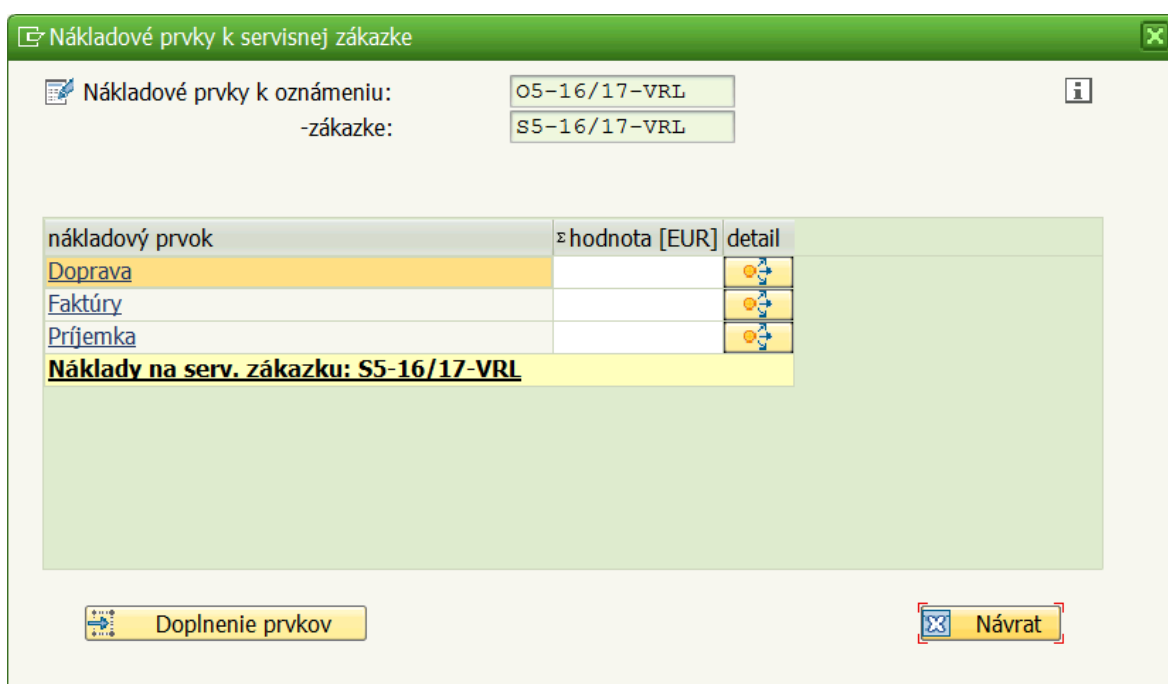 Nákladové prvky k servisnej zákazke
Nákladové prvky k oznámeniu: O5-16/17-VRL
-zákazke: S5-16/17-VRL
nákladový prvok Σ hodnota [EUR] detail
Doprava
Faktúry
Príjemka
Náklady na serv. zákazku: S5-16/17-VRL
Doplnenie prvkov Návrat